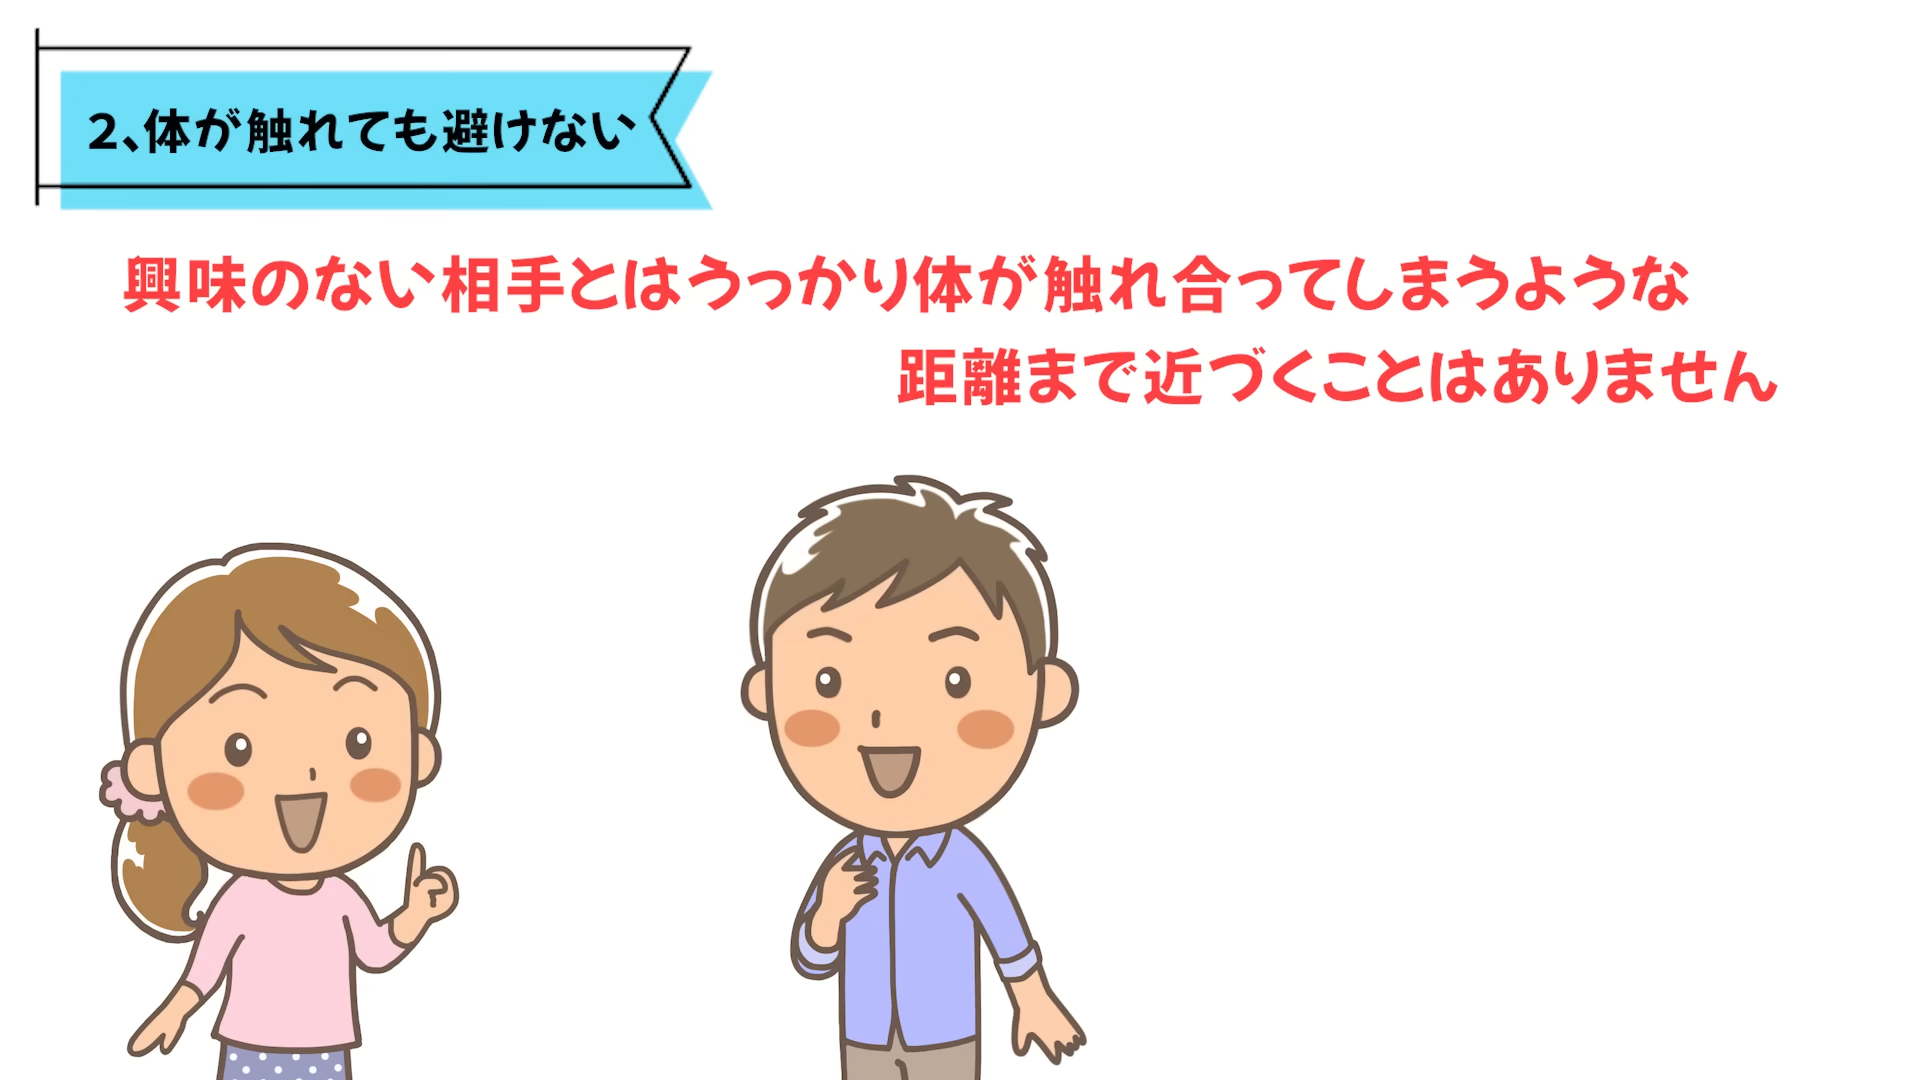 2、体が触れても避けない
興味のない相手とはうっかり体が触れ合ってしまうような
距離まで近づくことはありません